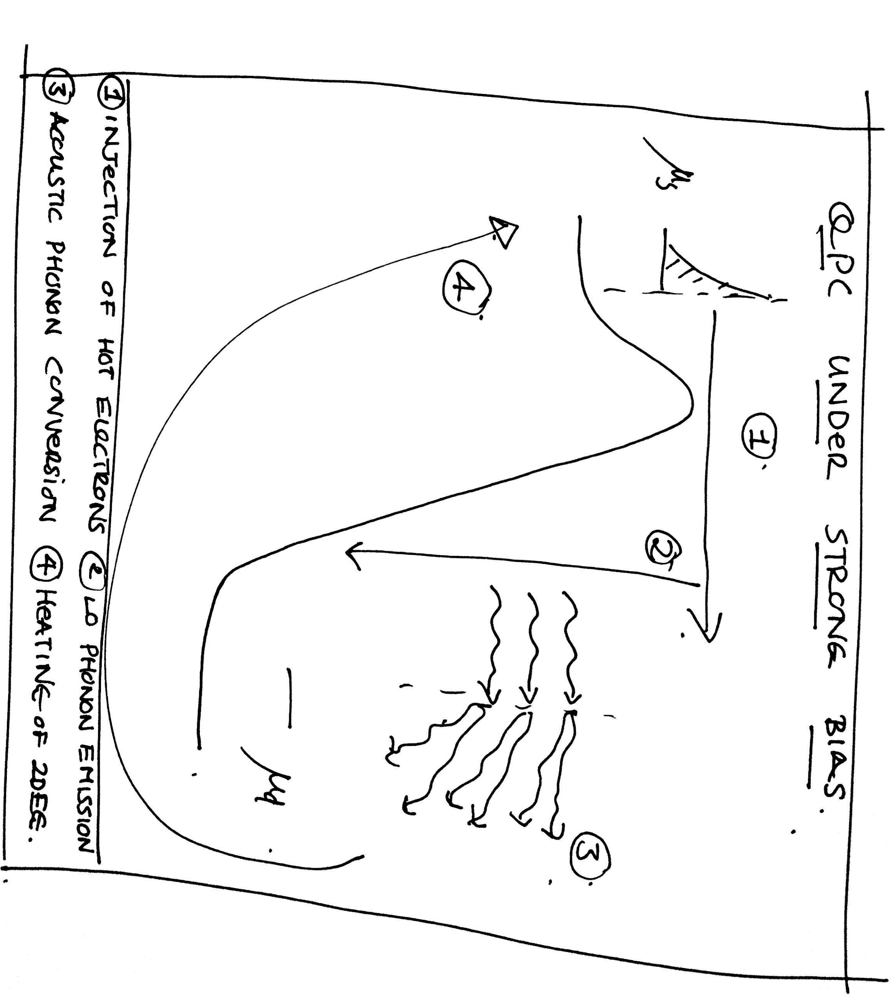 QPC UNDER STRONG BIAS.
1
μs
2
3
4
μd
① INJECTION OF HOT ELECTRONS ② LO PHONON EMISSION
③ ACCUSTIC PHONON CONVERSION ④ HEATING OF 2DEG.